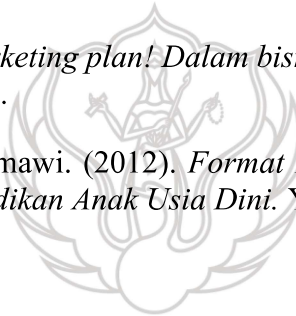 keting plan! Dalam bis
.
mawi. (2012). Format
dikan Anak Usia Dini. Y